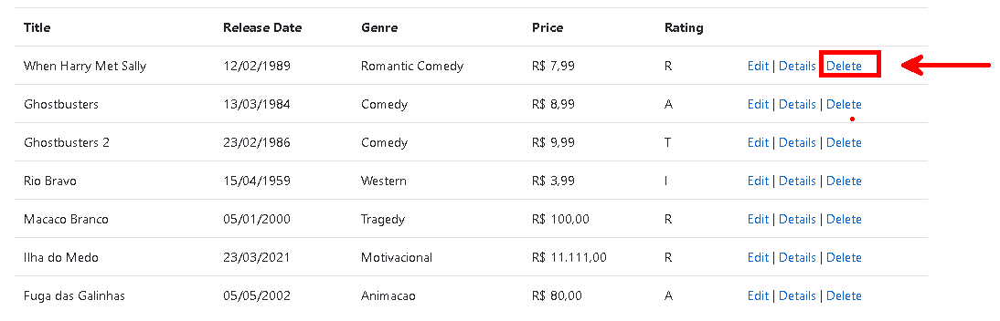 Title Release Date Genre Price Rating
When Harry Met Sally 12/02/1989 Romantic Comedy R$ 7,99 R Edit | Details | Delete
Ghostbusters 13/03/1984 Comedy R$ 8,99 A Edit | Details | Delete
Ghostbusters 2 23/02/1986 Comedy R$ 9,99 T Edit | Details | Delete
Rio Bravo 15/04/1959 Western R$ 3,99 I Edit | Details | Delete
Macaco Branco 05/01/2000 Tragedy R$ 100,00 R Edit | Details | Delete
Ilha do Medo 23/03/2021 Motivacional R$ 11.111,00 R Edit | Details | Delete
Fuga das Galinhas 05/05/2002 Animacao R$ 80,00 A Edit | Details | Delete